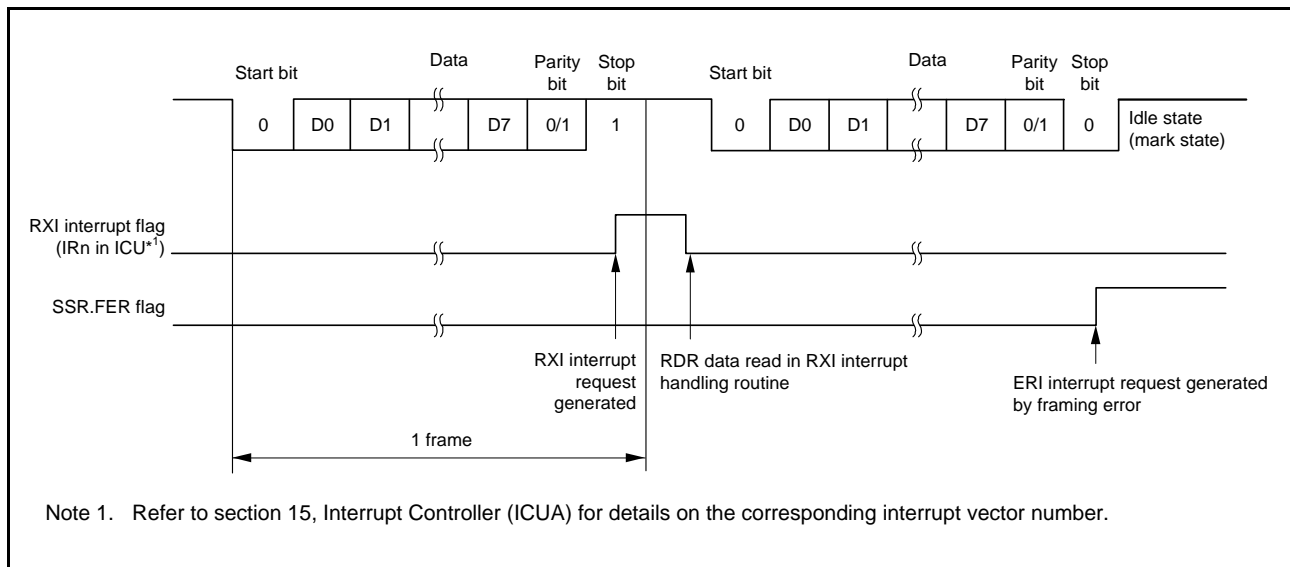 Start bit
Data
Parity
bit
Stop
bit
Start bit
Data
Parity
bit
Stop
bit
0
D0
D1
D7
0/1
1
0
D0
D1
D7
0/1
0
Idle state
(mark state)
RXI interrupt flag
(IRn in ICU*1)
SSR.FER flag
RXI interrupt
request
generated
RDR data read in RXI interrupt
handling routine
ERI interrupt request generated
by framing error
1 frame
Note 1. Refer to section 15, Interrupt Controller (ICUA) for details on the corresponding interrupt vector number.